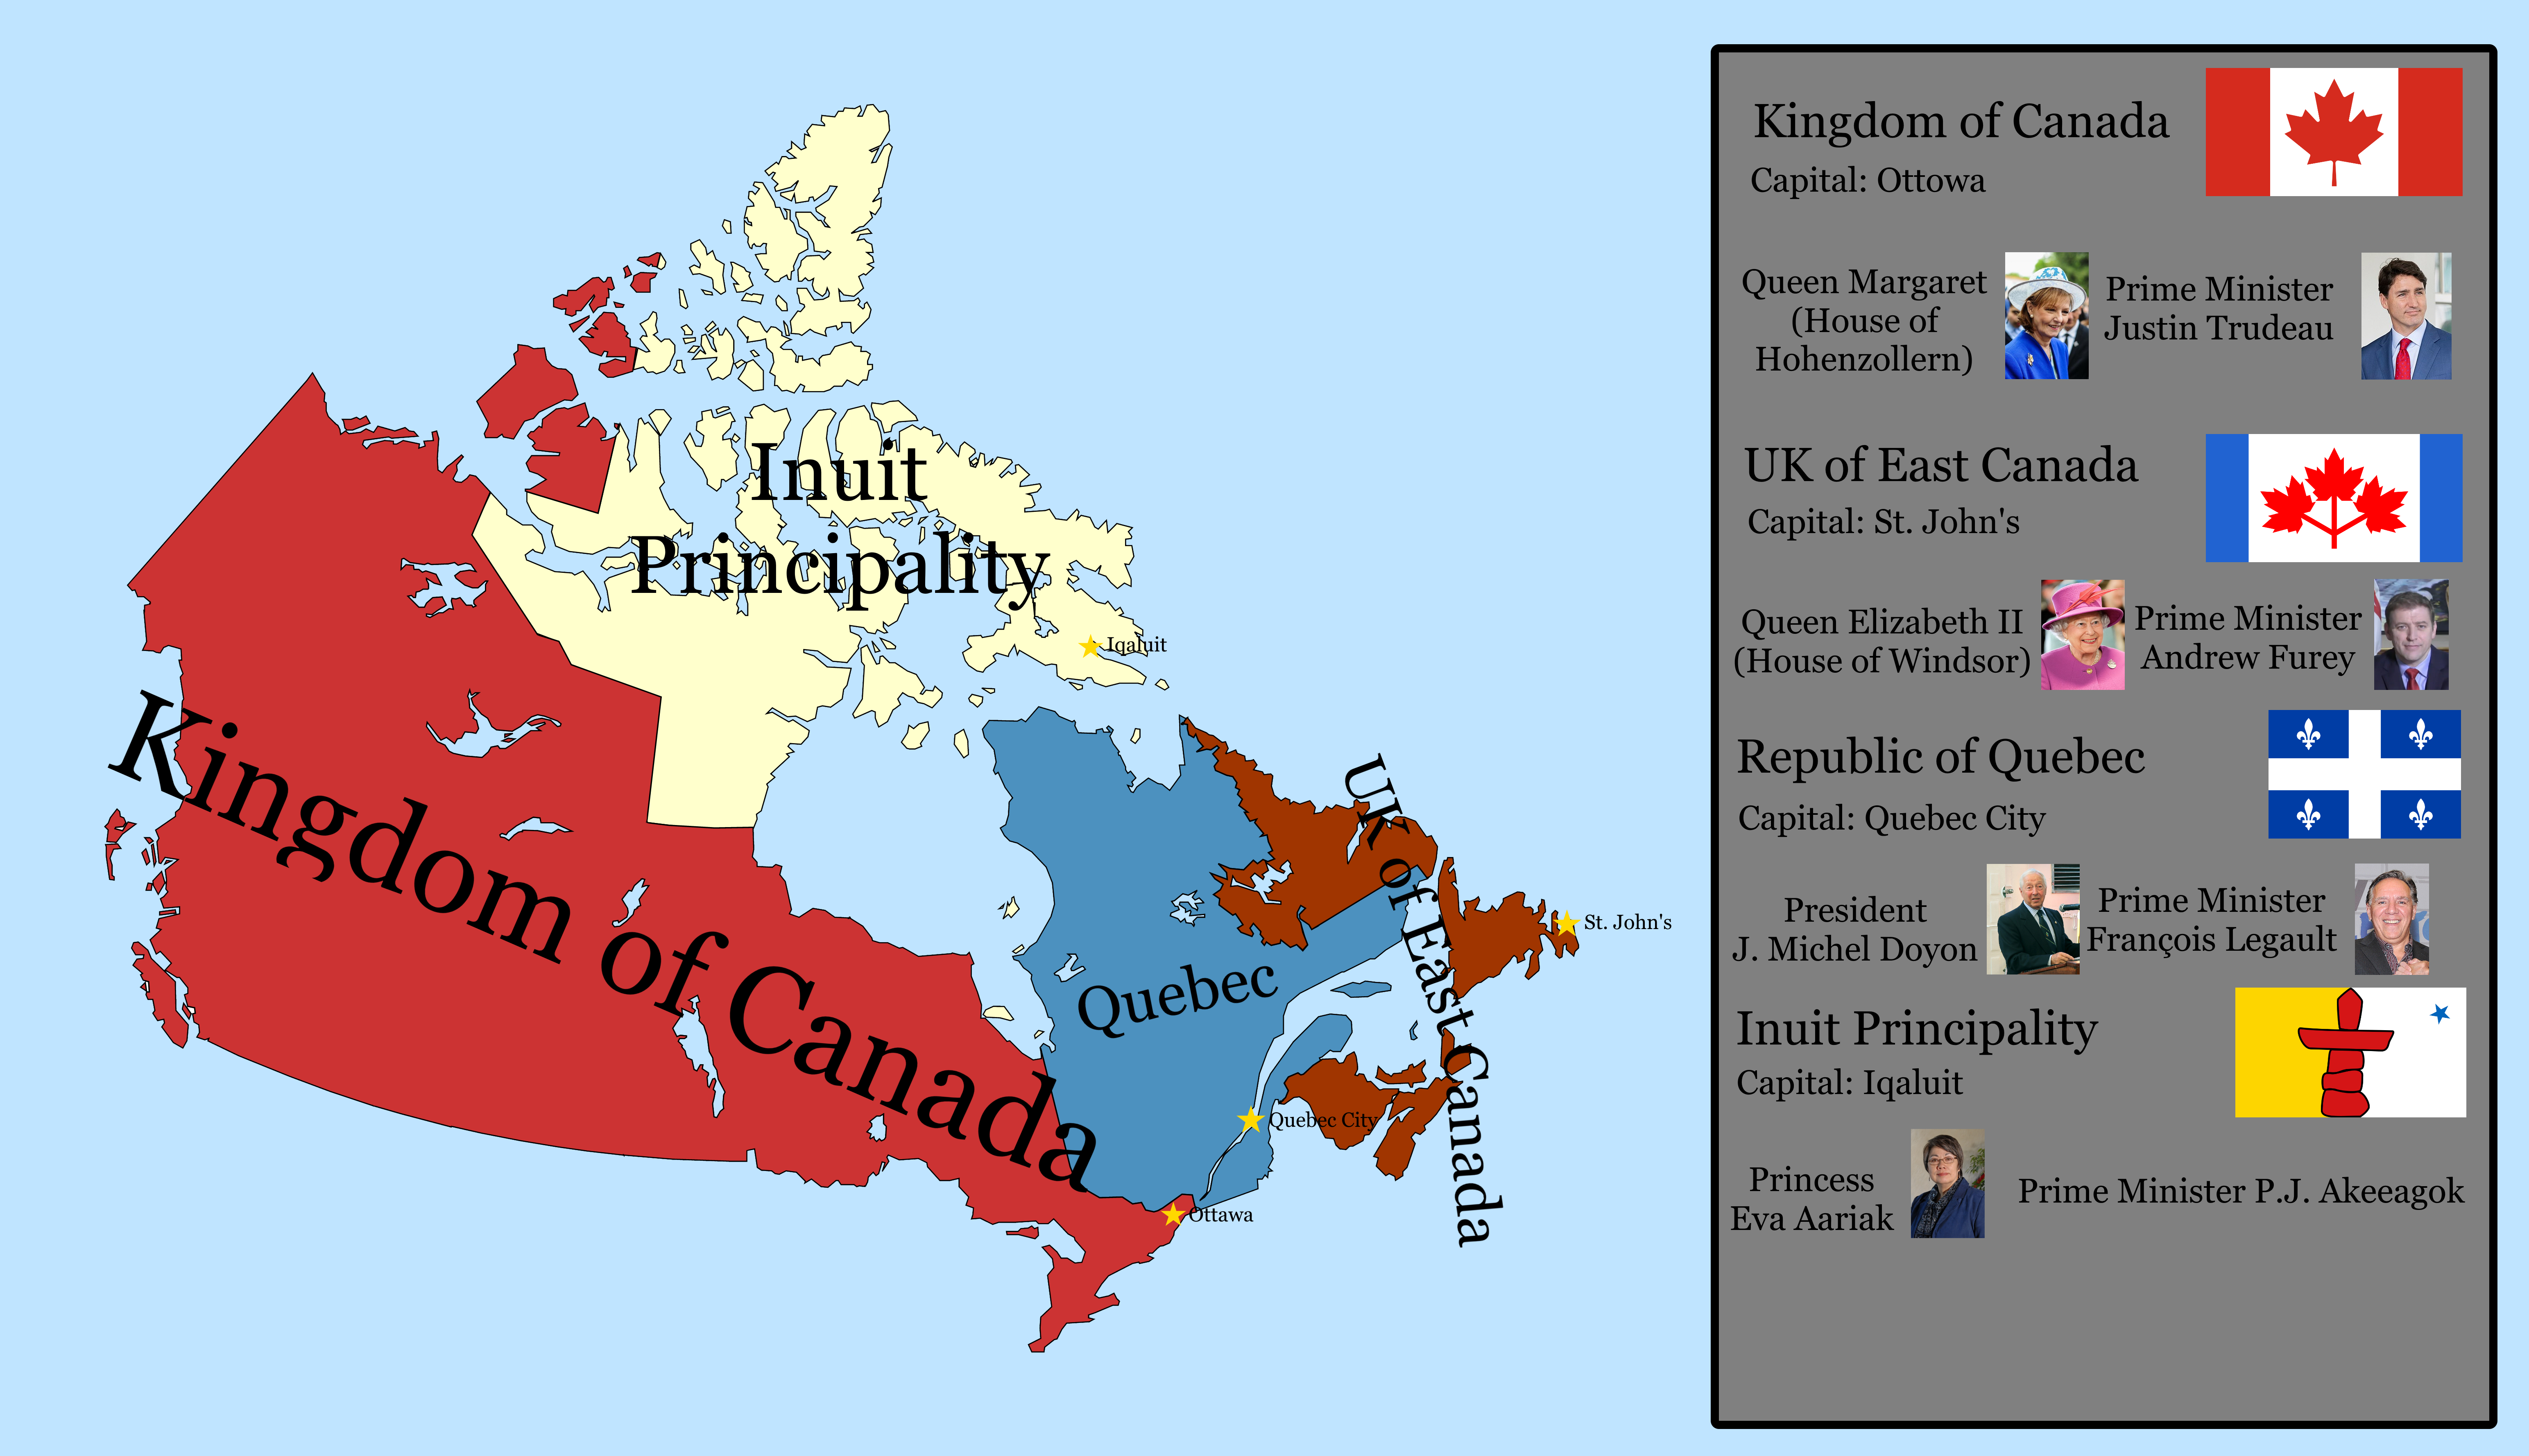 Inuit
Principality
Iqaluit
Kingdom of Canada
UK of East Canada
St. John's
Quebec
Quebec City
Ottawa
Kingdom of Canada
Capital: Ottowa
Queen Margaret
(House of
Hohenzollern)
Prime Minister
Justin Trudeau
UK of East Canada
Capital: St. John's
Queen Elizabeth II
(House of Windsor)
Prime Minister
Andrew Furey
Republic of Quebec
Capital: Quebec City
President
J. Michel Doyon
Prime Minister
François Legault
Inuit Principality
Capital: Iqaluit
Princess
Eva Aariak
Prime Minister P.J. Akeeagok